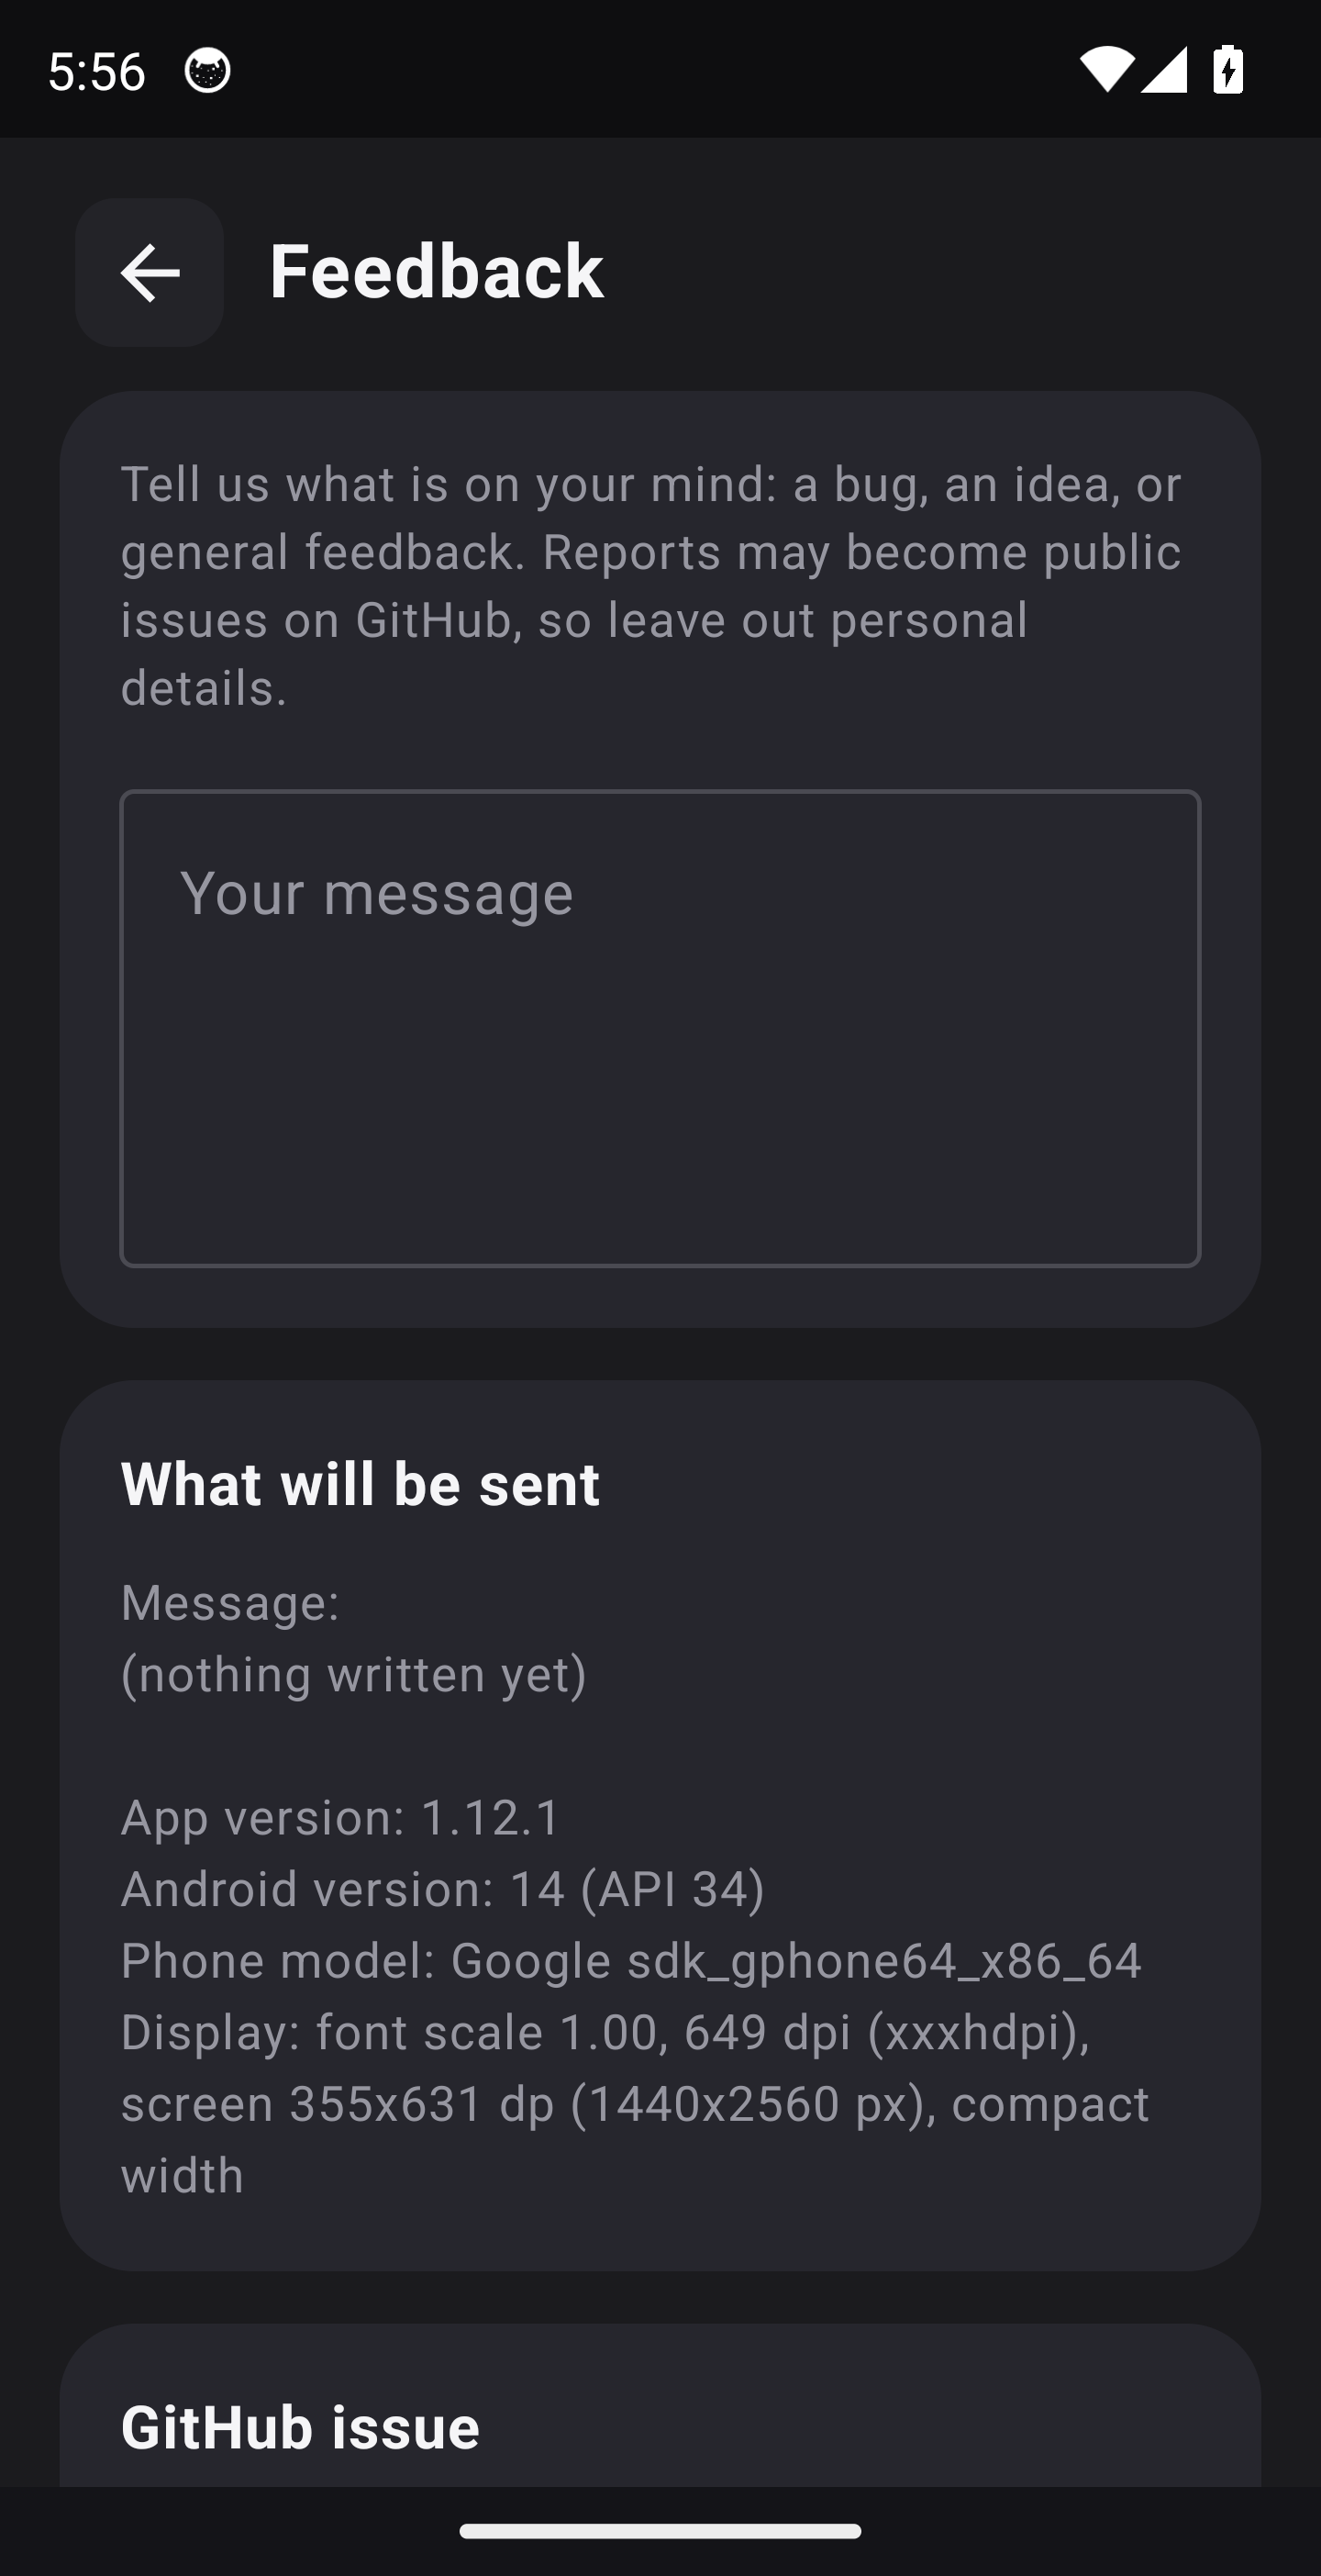 5:56
Feedback
Tell us what is on your mind: a bug, an idea, or
general feedback. Reports may become public
issues on GitHub, so leave out personal
details.
Your message
What will be sent
Message:
(nothing written yet)
App version: 1.12.1
Android version: 14 (API 34)
Phone model: Google sdk_gphone64_x86_64
Display: font scale 1.00, 649 dpi (xxxhdpi),
screen 355x631 dp (1440x2560 px), compact
width
GitHub issue